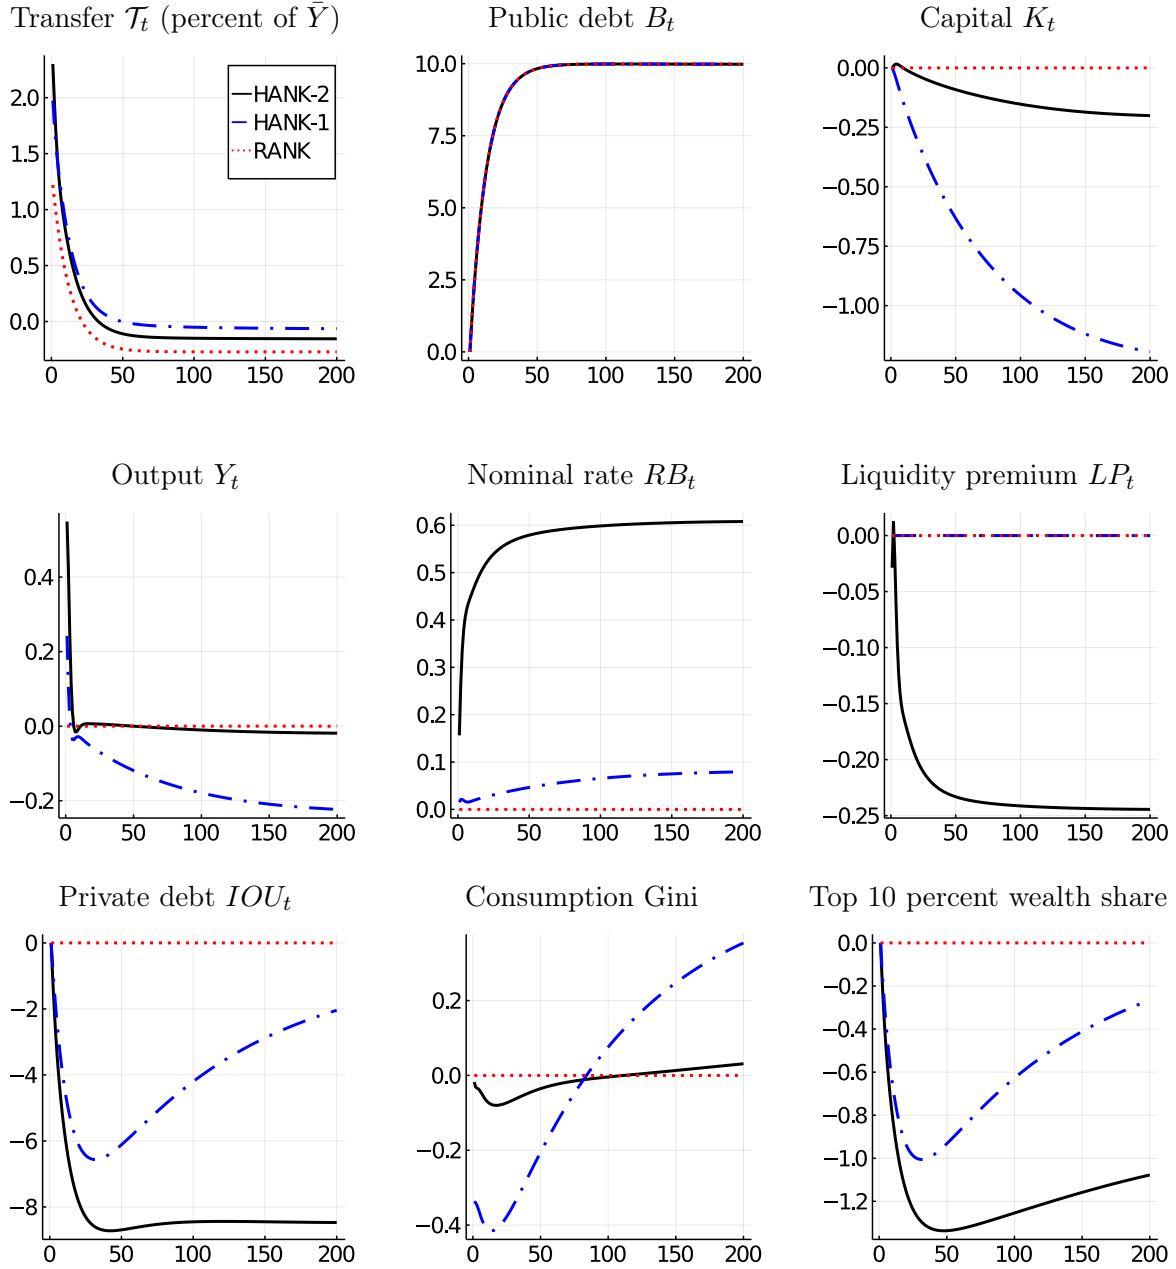 Transfer 𝒯ₜ (percent of Ȳ)
2.0
1.5
1.0
0.5
0.0
0 50 100 150 200
HANK-2
HANK-1
RANK
Public debt Bₜ
10.0
7.5
5.0
2.5
0.0
0 50 100 150 200
Capital Kₜ
0.00
−0.25
−0.50
−0.75
−1.00
0 50 100 150 200
Output Yₜ
0.4
0.2
0.0
−0.2
0 50 100 150 200
Nominal rate RBₜ
0.6
0.5
0.4
0.3
0.2
0.1
0.0
0 50 100 150 200
Liquidity premium LPₜ
0.00
−0.05
−0.10
−0.15
−0.20
−0.25
0 50 100 150 200
Private debt IOUₜ
0
−2
−4
−6
−8
0 50 100 150 200
Consumption Gini
0.2
0.0
−0.2
−0.4
0 50 100 150 200
Top 10 percent wealth share
0.0
−0.2
−0.4
−0.6
−0.8
−1.0
−1.2
0 50 100 150 200